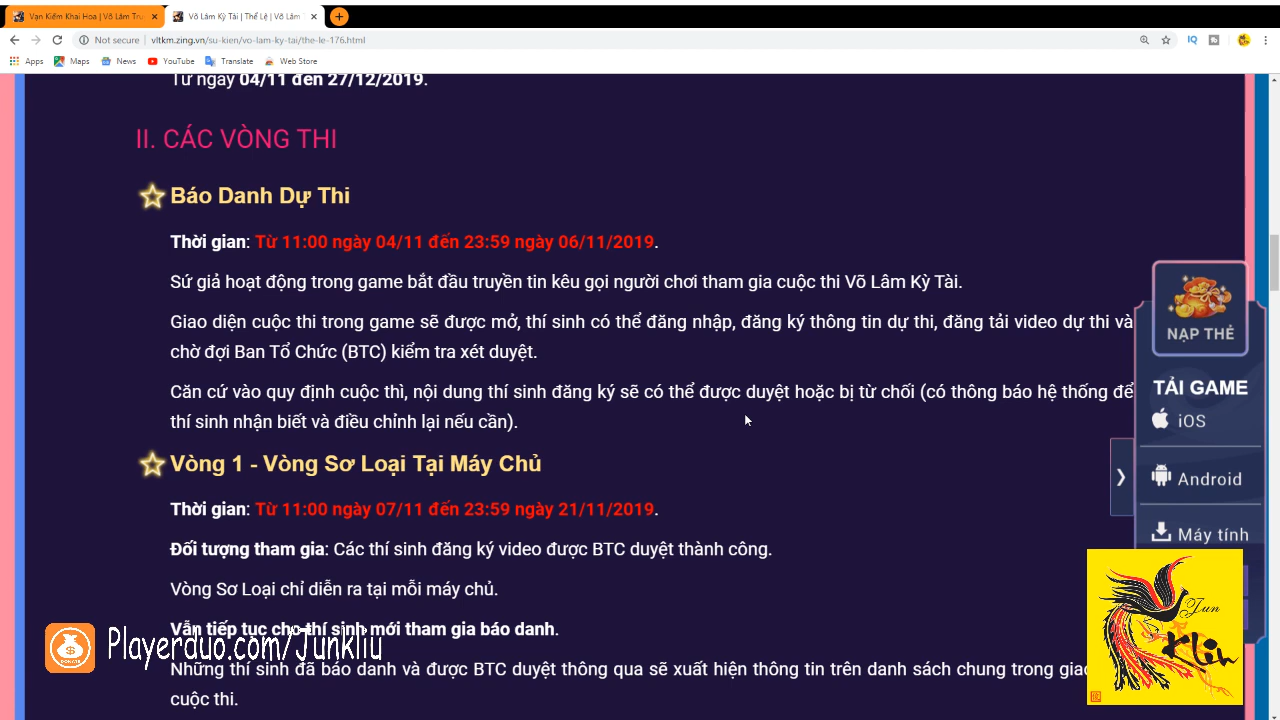 Vạn Kiếm Khai Hoa | Võ Lâm Tru
Võ Lâm Kỳ Tài | Thể Lệ | Võ Lâm
Not secure | vltkm.zing.vn/su-kien/vo-lam-ky-tai/the-le-176.html
Apps Maps News YouTube Translate Web Store
Từ ngày 04/11 đến 27/12/2019.
II. CÁC VÒNG THI
Báo Danh Dự Thi
Thời gian: Từ 11:00 ngày 04/11 đến 23:59 ngày 06/11/2019.
Sứ giả hoạt động trong game bắt đầu truyền tin kêu gọi người chơi tham gia cuộc thi Võ Lâm Kỳ Tài.
Giao diện cuộc thi trong game sẽ được mở, thí sinh có thể đăng nhập, đăng ký thông tin dự thi, đăng tải video dự thi và
chờ đợi Ban Tổ Chức (BTC) kiểm tra xét duyệt.
Căn cứ vào quy định cuộc thì, nội dung thí sinh đăng ký sẽ có thể được duyệt hoặc bị từ chối (có thông báo hệ thống để
thí sinh nhận biết và điều chỉnh lại nếu cần).
Vòng 1 - Vòng Sơ Loại Tại Máy Chủ
Thời gian: Từ 11:00 ngày 07/11 đến 23:59 ngày 21/11/2019.
Đối tượng tham gia: Các thí sinh đăng ký video được BTC duyệt thành công.
Vòng Sơ Loại chỉ diễn ra tại mỗi máy chủ.
Vẫn tiếp tục cho thí sinh mới tham gia báo danh.
Những thí sinh đã báo danh và được BTC duyệt thông qua sẽ xuất hiện thông tin trên danh sách chung trong giao
cuộc thi.
NẠP THẺ
TẢI GAME
iOS
Android
Máy tính
DONATE
Playerduo.com/Junkliu
Jun